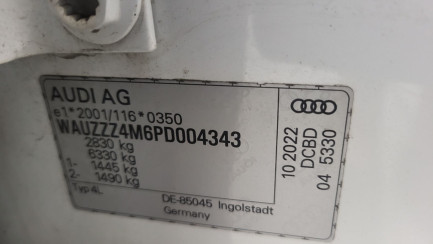 AUDI AG
e1*2001/116*0350
WAUZZZ4M6PD004343
2830 kg
6330 kg
1- 1445 kg
2- 1490 kg
Typ 4L
DE-85045 Ingolstadt
Germany
10 2022
DCBD
04 5330